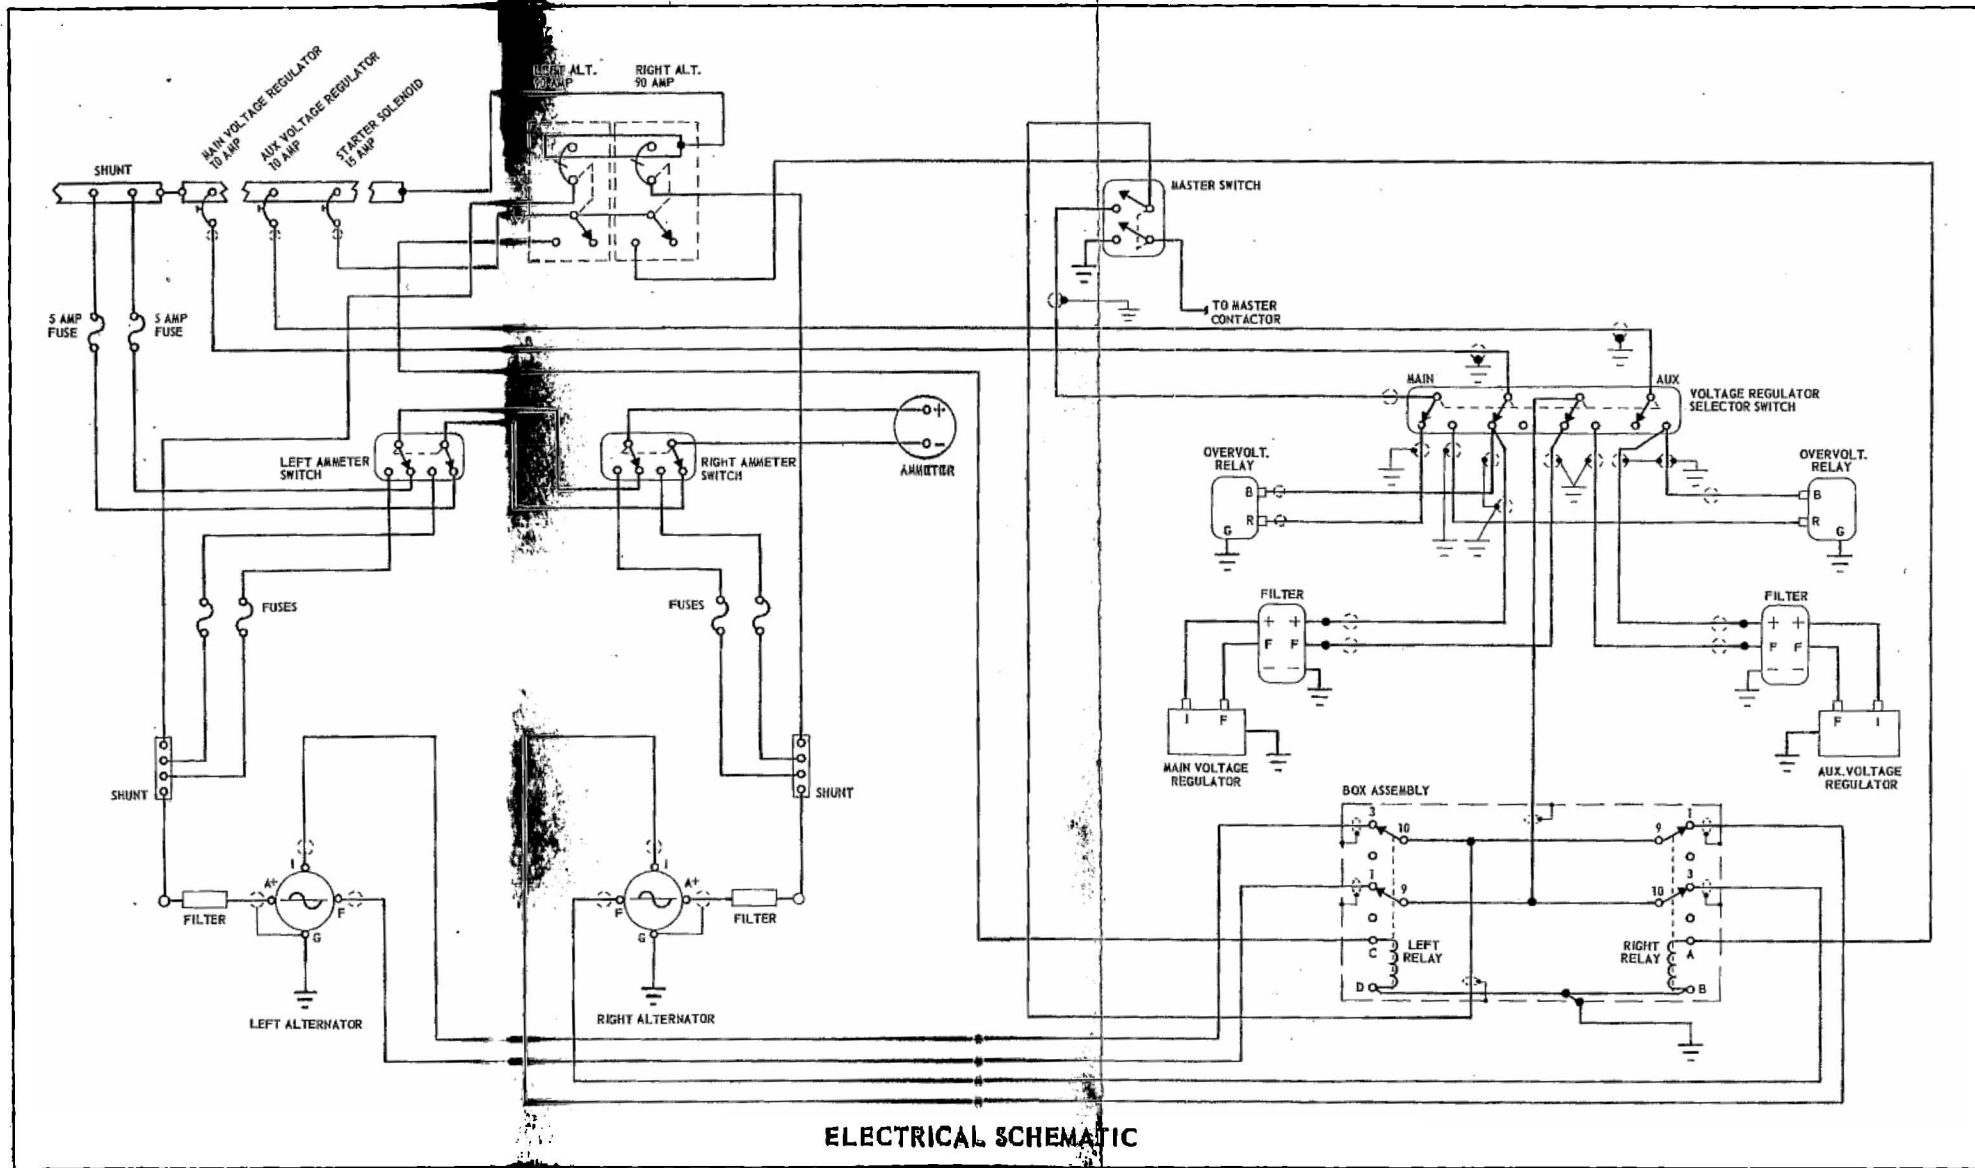 MAIN VOLTAGE REGULATOR
10 AMP
AUX VOLTAGE REGULATOR
10 AMP
STARTER SOLENOID
15 AMP
LEFT ALT.
90 AMP
RIGHT ALT.
90 AMP
SHUNT
MASTER SWITCH
TO MASTER
CONTACTOR
5 AMP
FUSE
5 AMP
FUSE
MAIN
AUX
VOLTAGE REGULATOR
SELECTOR SWITCH
+
-
AMMETER
LEFT AMMETER
SWITCH
RIGHT AMMETER
SWITCH
OVERVOLT.
RELAY
B
R
G
OVERVOLT.
RELAY
B
R
G
FUSES
FUSES
FILTER
+ +
F F
- -
FILTER
+ +
F F
- -
I F
MAIN VOLTAGE
REGULATOR
F I
AUX.VOLTAGE
REGULATOR
SHUNT
SHUNT
BOX ASSEMBLY
3
10
9
1
1
9
10
3
C
LEFT
RELAY
D
RIGHT
RELAY
A
B
I
A+
F
G
FILTER
LEFT ALTERNATOR
I
A+
F
G
FILTER
RIGHT ALTERNATOR
ELECTRICAL SCHEMATIC